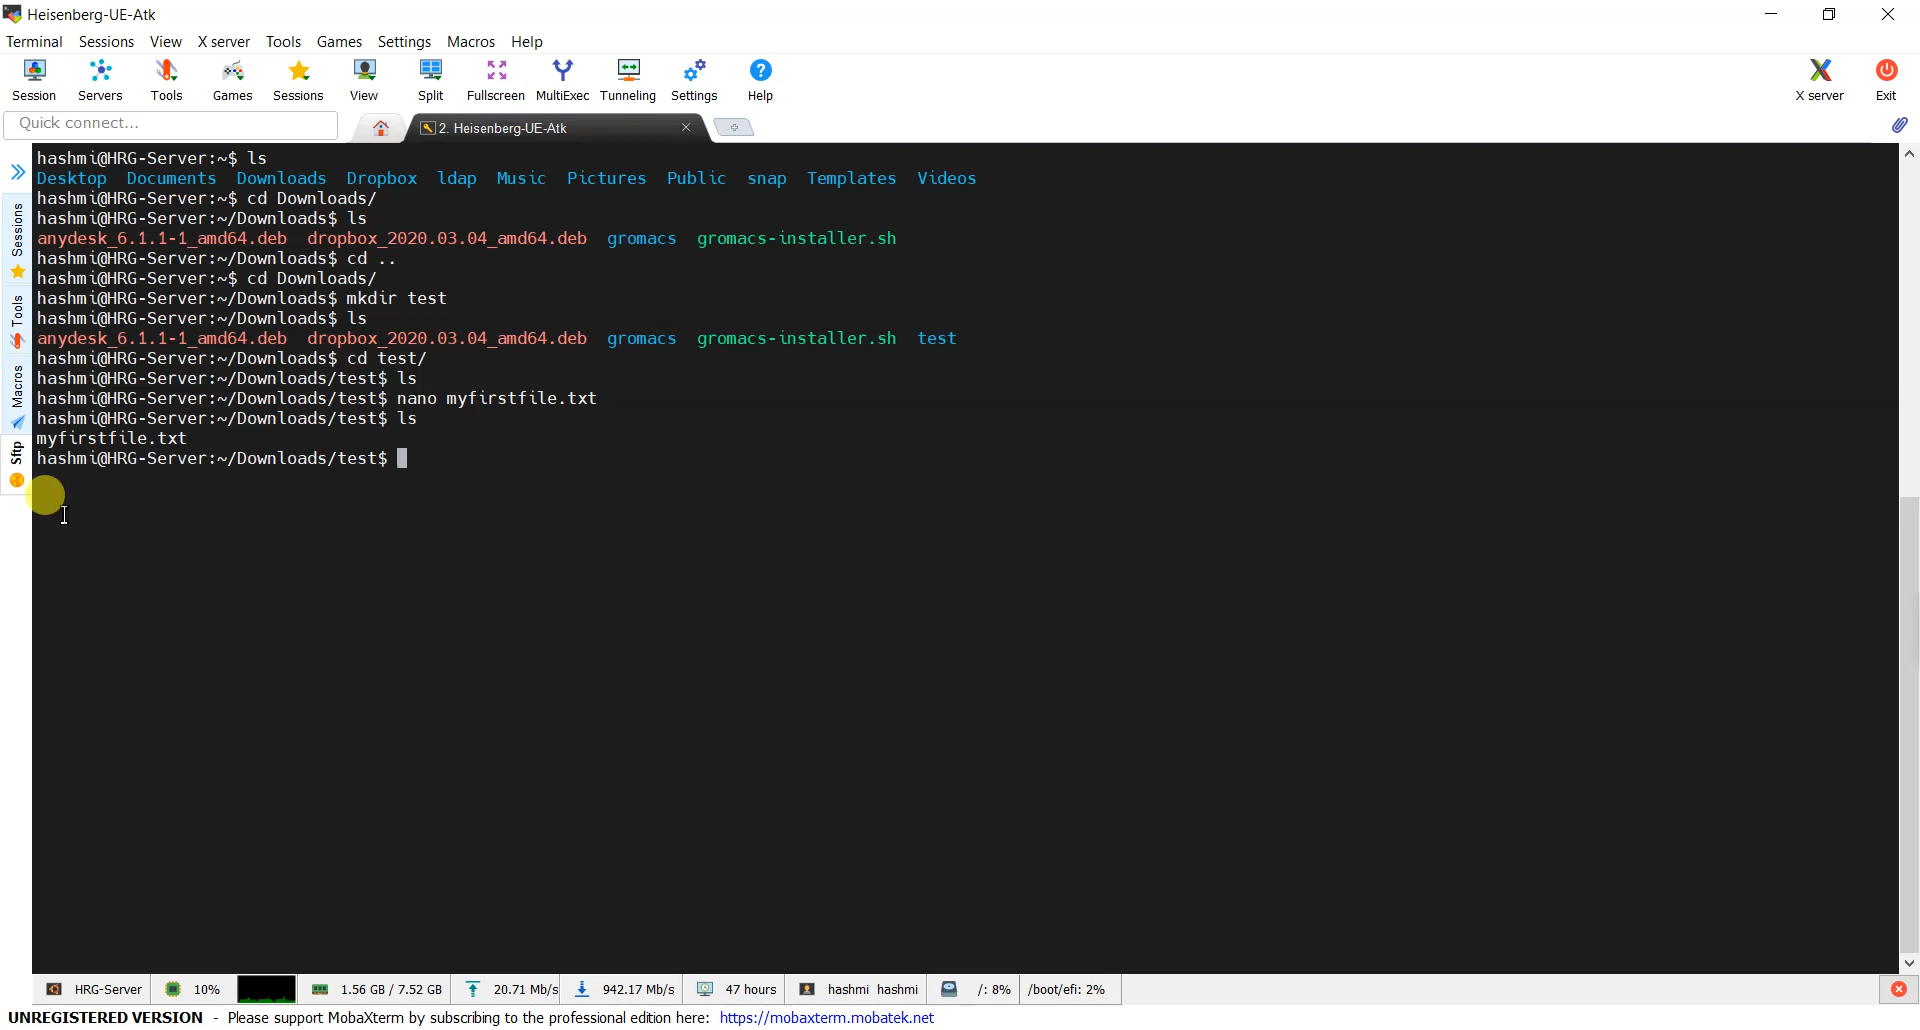 Heisenberg-UE-Atk
Terminal Sessions View X server Tools Games Settings Macros Help
Session Servers Tools Games Sessions View Split Fullscreen MultiExec Tunneling Settings Help X server Exit
Quick connect... 2. Heisenberg-UE-Atk
Sessions
Tools
Macros
Sftp
hashmi@HRG-Server:~$ ls
Desktop Documents Downloads Dropbox ldap Music Pictures Public snap Templates Videos
hashmi@HRG-Server:~$ cd Downloads/
hashmi@HRG-Server:~/Downloads$ ls
anydesk_6.1.1-1_amd64.deb dropbox_2020.03.04_amd64.deb gromacs gromacs-installer.sh
hashmi@HRG-Server:~/Downloads$ cd ..
hashmi@HRG-Server:~$ cd Downloads/
hashmi@HRG-Server:~/Downloads$ mkdir test
hashmi@HRG-Server:~/Downloads$ ls
anydesk_6.1.1-1_amd64.deb dropbox_2020.03.04_amd64.deb gromacs gromacs-installer.sh test
hashmi@HRG-Server:~/Downloads$ cd test/
hashmi@HRG-Server:~/Downloads/test$ ls
hashmi@HRG-Server:~/Downloads/test$ nano myfirstfile.txt
hashmi@HRG-Server:~/Downloads/test$ ls
myfirstfile.txt
hashmi@HRG-Server:~/Downloads/test$
HRG-Server 10% 1.56 GB / 7.52 GB 20.71 Mb/s 942.17 Mb/s 47 hours hashmi hashmi /: 8% /boot/efi: 2%
UNREGISTERED VERSION - Please support MobaXterm by subscribing to the professional edition here: https://mobaxterm.mobatek.net